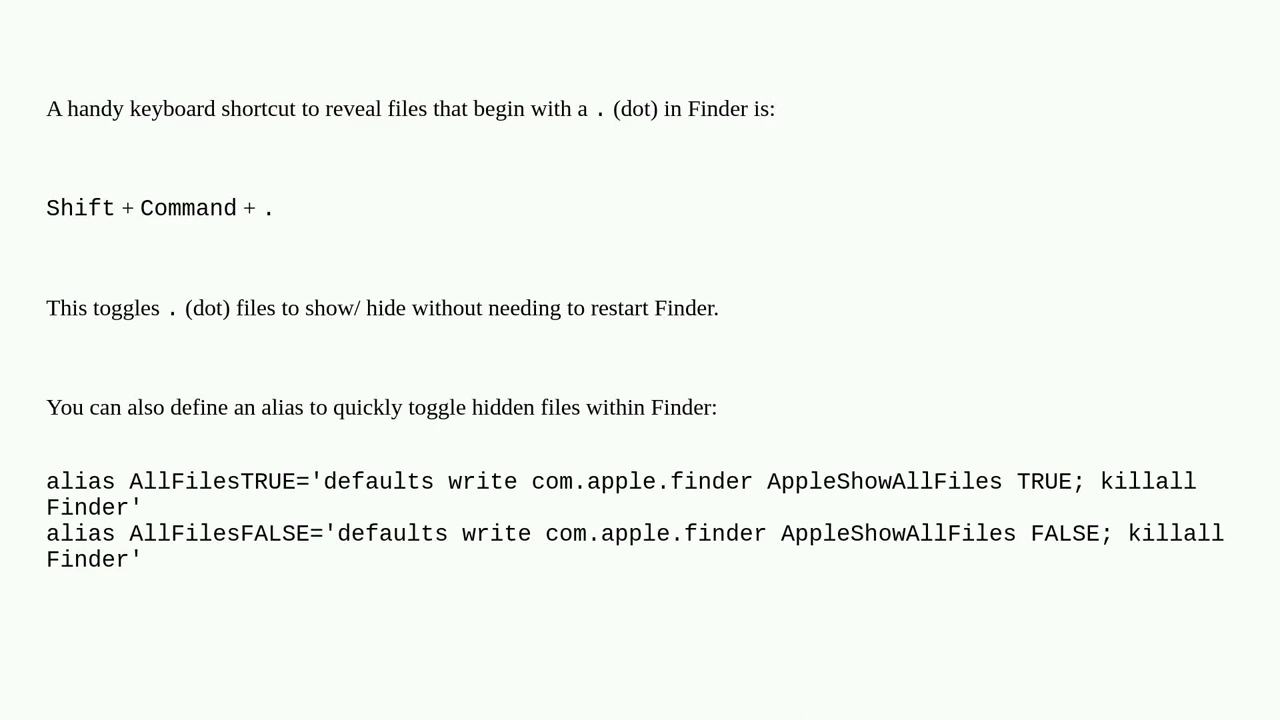 A handy keyboard shortcut to reveal files that begin with a . (dot) in Finder is:
Shift + Command + .
This toggles . (dot) files to show/ hide without needing to restart Finder.
You can also define an alias to quickly toggle hidden files within Finder:
alias AllFilesTRUE='defaults write com.apple.finder AppleShowAllFiles TRUE; killall
Finder'
alias AllFilesFALSE='defaults write com.apple.finder AppleShowAllFiles FALSE; killall
Finder'